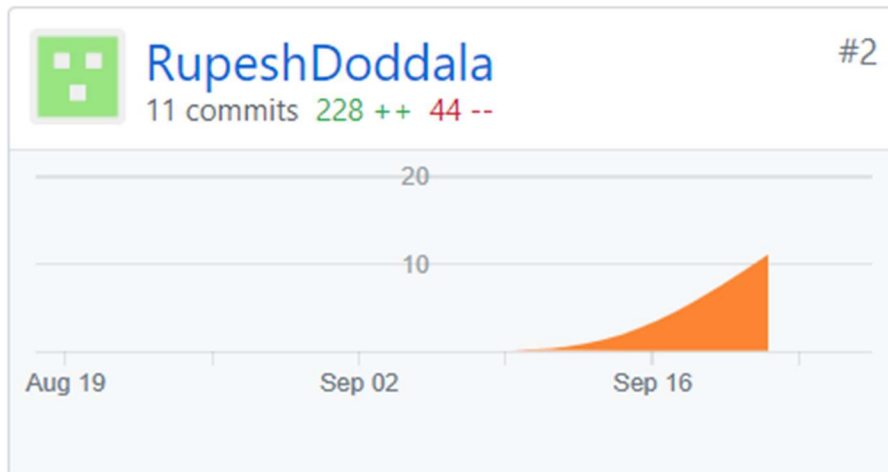 RupeshDoddala
#2
11 commits 228 ++ 44 --
20
10
Aug 19 Sep 02 Sep 16